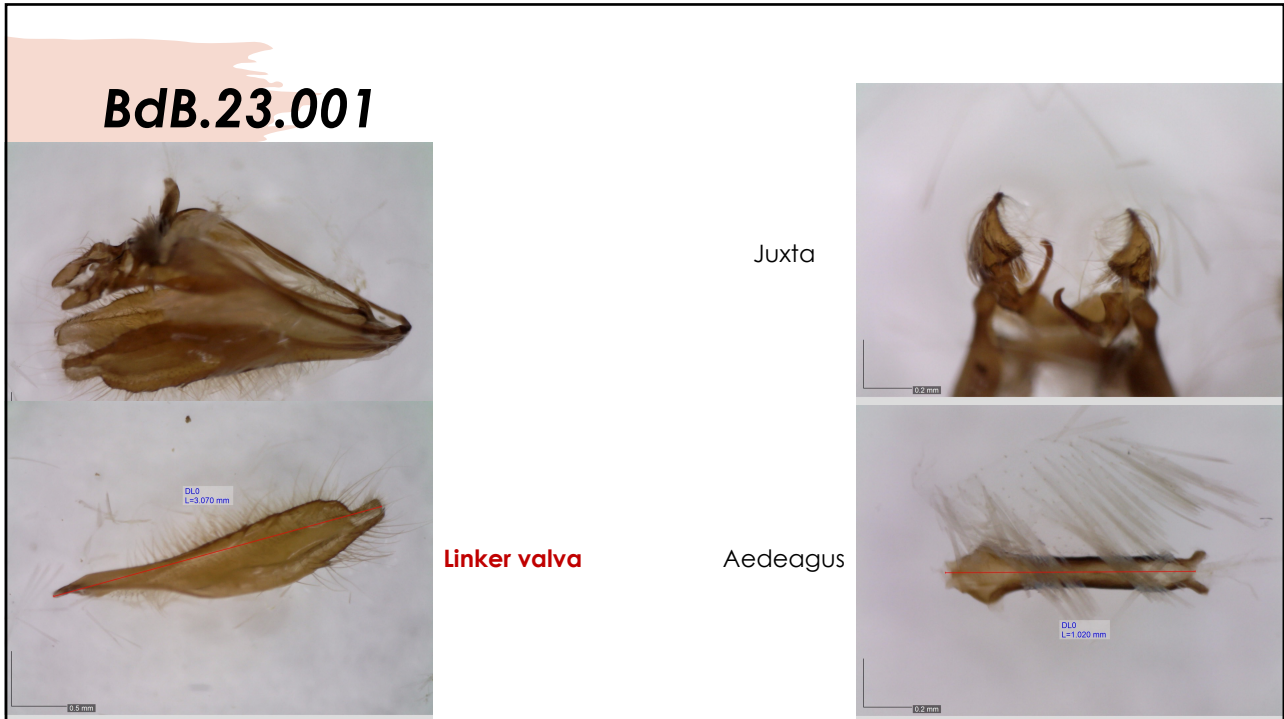 BdB.23.001
Juxta
0.2 mm
DL0
L=3.070 mm
Linker valva
0.5 mm
Aedeagus
DL0
L=1.020 mm
0.2 mm